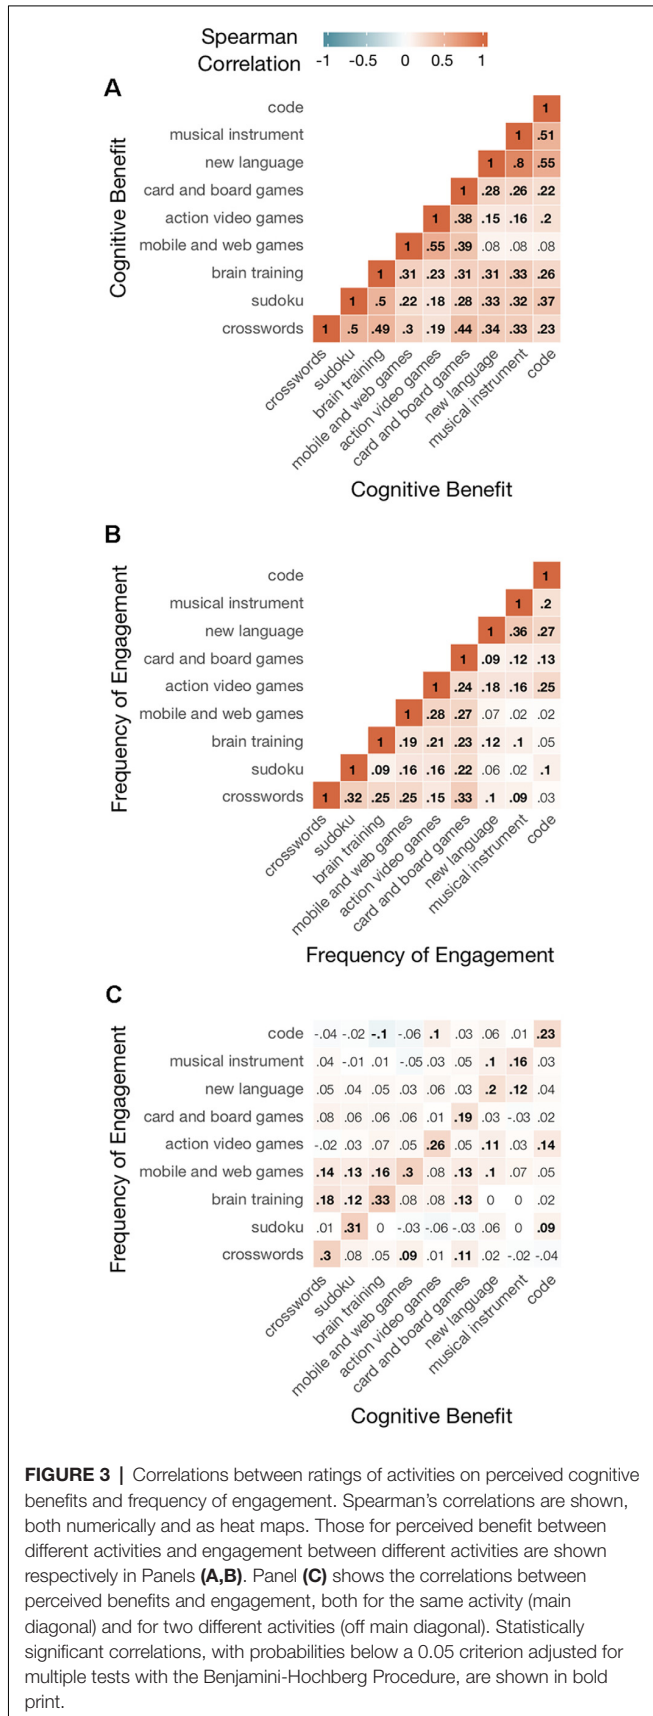 Spearman
Correlation
-1 -0.5 0 0.5 1
A
Cognitive Benefit
code 1
musical instrument 1 .51
new language 1 .8 .55
card and board games 1 .28 .26 .22
action video games 1 .38 .15 .16 .2
mobile and web games 1 .55 .39 .08 .08 .08
brain training 1 .31 .23 .31 .31 .33 .26
sudoku 1 .5 .22 .18 .28 .33 .32 .37
crosswords 1 .5 .49 .3 .19 .44 .34 .33 .23
crosswords
sudoku
brain training
mobile and web games
action video games
card and board games
new language
musical instrument
code
Cognitive Benefit
B
Frequency of Engagement
code 1
musical instrument 1 .2
new language 1 .36 .27
card and board games 1 .09 .12 .13
action video games 1 .24 .18 .16 .25
mobile and web games 1 .28 .27 .07 .02 .02
brain training 1 .19 .21 .23 .12 .1 .05
sudoku 1 .09 .16 .16 .22 .06 .02 .1
crosswords 1 .32 .25 .25 .15 .33 .1 .09 .03
crosswords
sudoku
brain training
mobile and web games
action video games
card and board games
new language
musical instrument
code
Frequency of Engagement
C
Frequency of Engagement
code -.04 -.02 -.1 -.06 .1 .03 .06 .01 .23
musical instrument .04 -.01 .01 -.05 .03 .05 .1 .16 .03
new language .05 .04 .05 .03 .06 .03 .2 .12 .04
card and board games .08 .06 .06 .06 .01 .19 .03 -.03 .02
action video games -.02 .03 .07 .05 .26 .05 .11 .03 .14
mobile and web games .14 .13 .16 .3 .08 .13 .1 .07 .05
brain training .18 .12 .33 .08 .08 .13 0 0 .02
sudoku .01 .31 0 -.03 -.06 -.03 .06 0 .09
crosswords .3 .08 .05 .09 .01 .11 .02 -.02 -.04
crosswords
sudoku
brain training
mobile and web games
action video games
card and board games
new language
musical instrument
code
Cognitive Benefit
FIGURE 3 | Correlations between ratings of activities on perceived cognitive
benefits and frequency of engagement. Spearman's correlations are shown,
both numerically and as heat maps. Those for perceived benefit between
different activities and engagement between different activities are shown
respectively in Panels (A,B). Panel (C) shows the correlations between
perceived benefits and engagement, both for the same activity (main
diagonal) and for two different activities (off main diagonal). Statistically
significant correlations, with probabilities below a 0.05 criterion adjusted for
multiple tests with the Benjamini-Hochberg Procedure, are shown in bold
print.